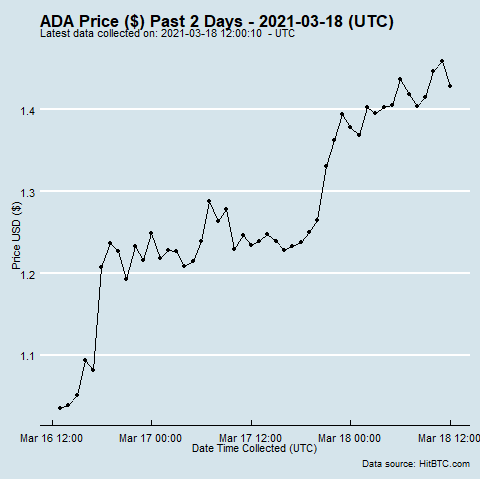 ADA Price ($) Past 2 Days - 2021-03-18 (UTC)
Latest data collected on: 2021-03-18 12:00:10  - UTC
1.4
1.3
1.2
1.1
Price USD ($)
Mar 16 12:00 Mar 17 00:00 Mar 17 12:00 Mar 18 00:00 Mar 18 12:00
Date Time Collected (UTC)
Data source: HitBTC.com